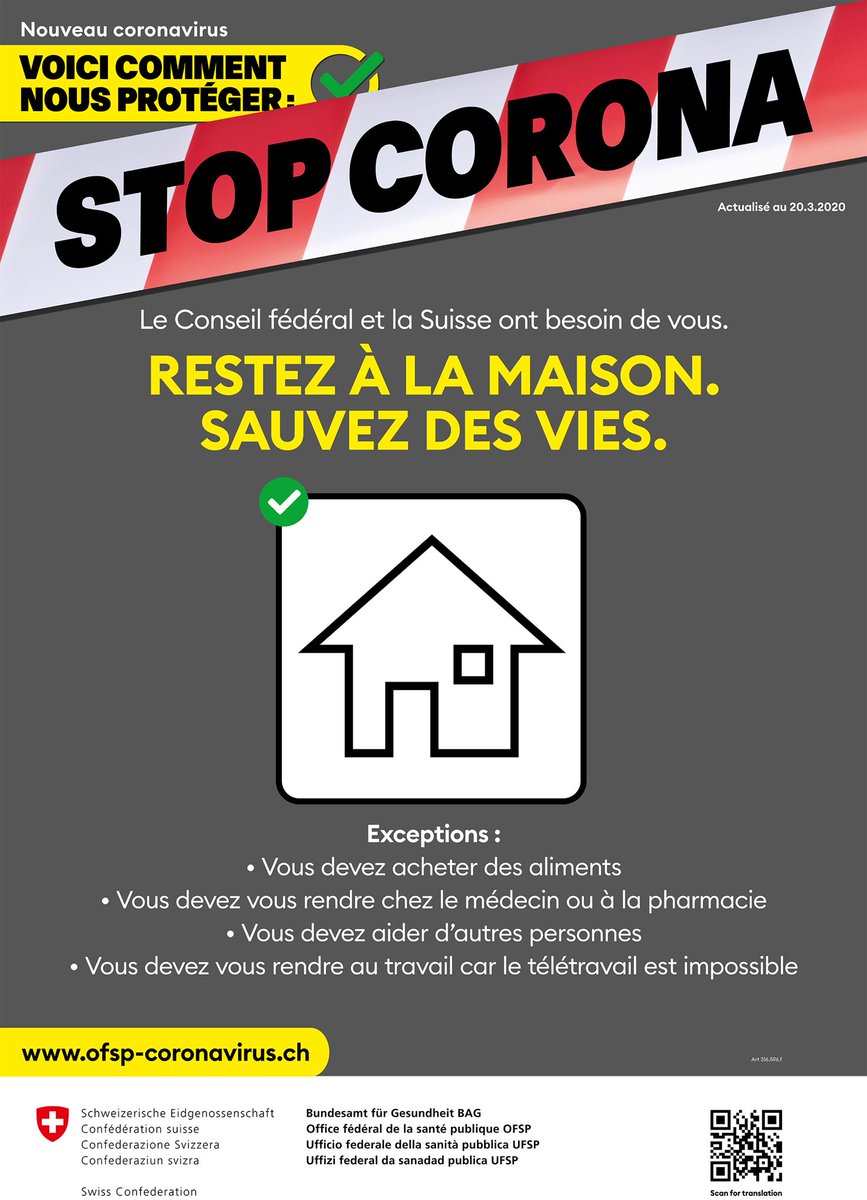 Nouveau coronavirus
VOICI COMMENT
NOUS PROTÉGER :
STOP CORONA
Actualisé au 20.3.2020
Le Conseil fédéral et la Suisse ont besoin de vous.
RESTEZ À LA MAISON.
SAUVEZ DES VIES.
Exceptions :
• Vous devez acheter des aliments
• Vous devez vous rendre chez le médecin ou à la pharmacie
• Vous devez aider d’autres personnes
• Vous devez vous rendre au travail car le télétravail est impossible
www.ofsp-coronavirus.ch
Art 316.596.f
Schweizerische Eidgenossenschaft
Confédération suisse
Confederazione Svizzera
Confederaziun svizra
Swiss Confederation
Bundesamt für Gesundheit BAG
Office fédéral de la santé publique OFSP
Ufficio federale della sanità pubblica UFSP
Uffizi federal da sanadad publica UFSP
Scan for translation